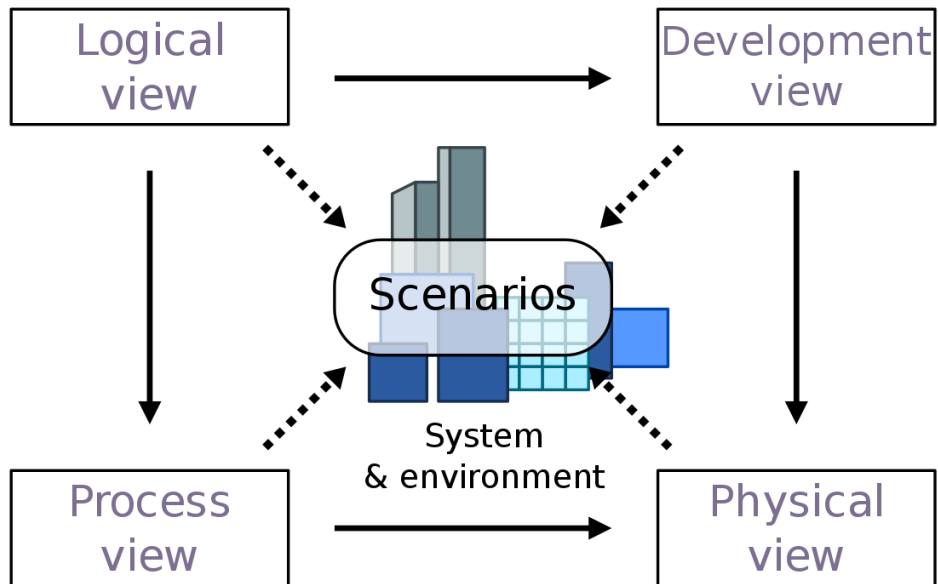 Logical
view
Development
view
Scenarios
System
& environment
Process
view
Physical
view